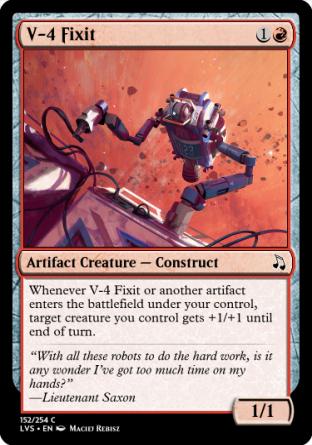 V-4 Fixit 1
Artifact Creature — Construct
Whenever V-4 Fixit or another artifact
enters the battlefield under your control,
target creature you control gets +1/+1 until
end of turn.
“With all these robots to do the hard work, is it
any wonder I've got too much time on my
hands?”
—Lieutenant Saxon
1/1
152/254 C
LVS • EN Maciej Rebisz